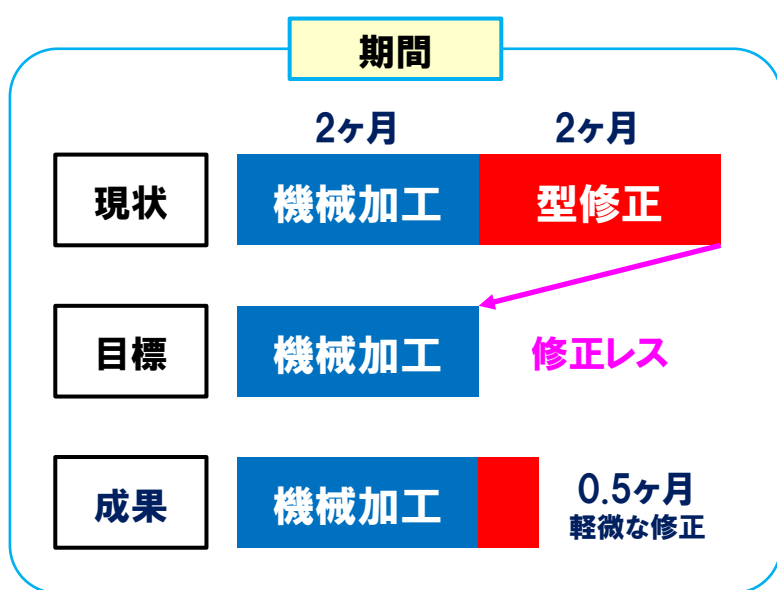 期間
2ヶ月 2ヶ月
現状 機械加工 型修正
目標 機械加工 修正レス
成果 機械加工 0.5ヶ月
軽微な修正